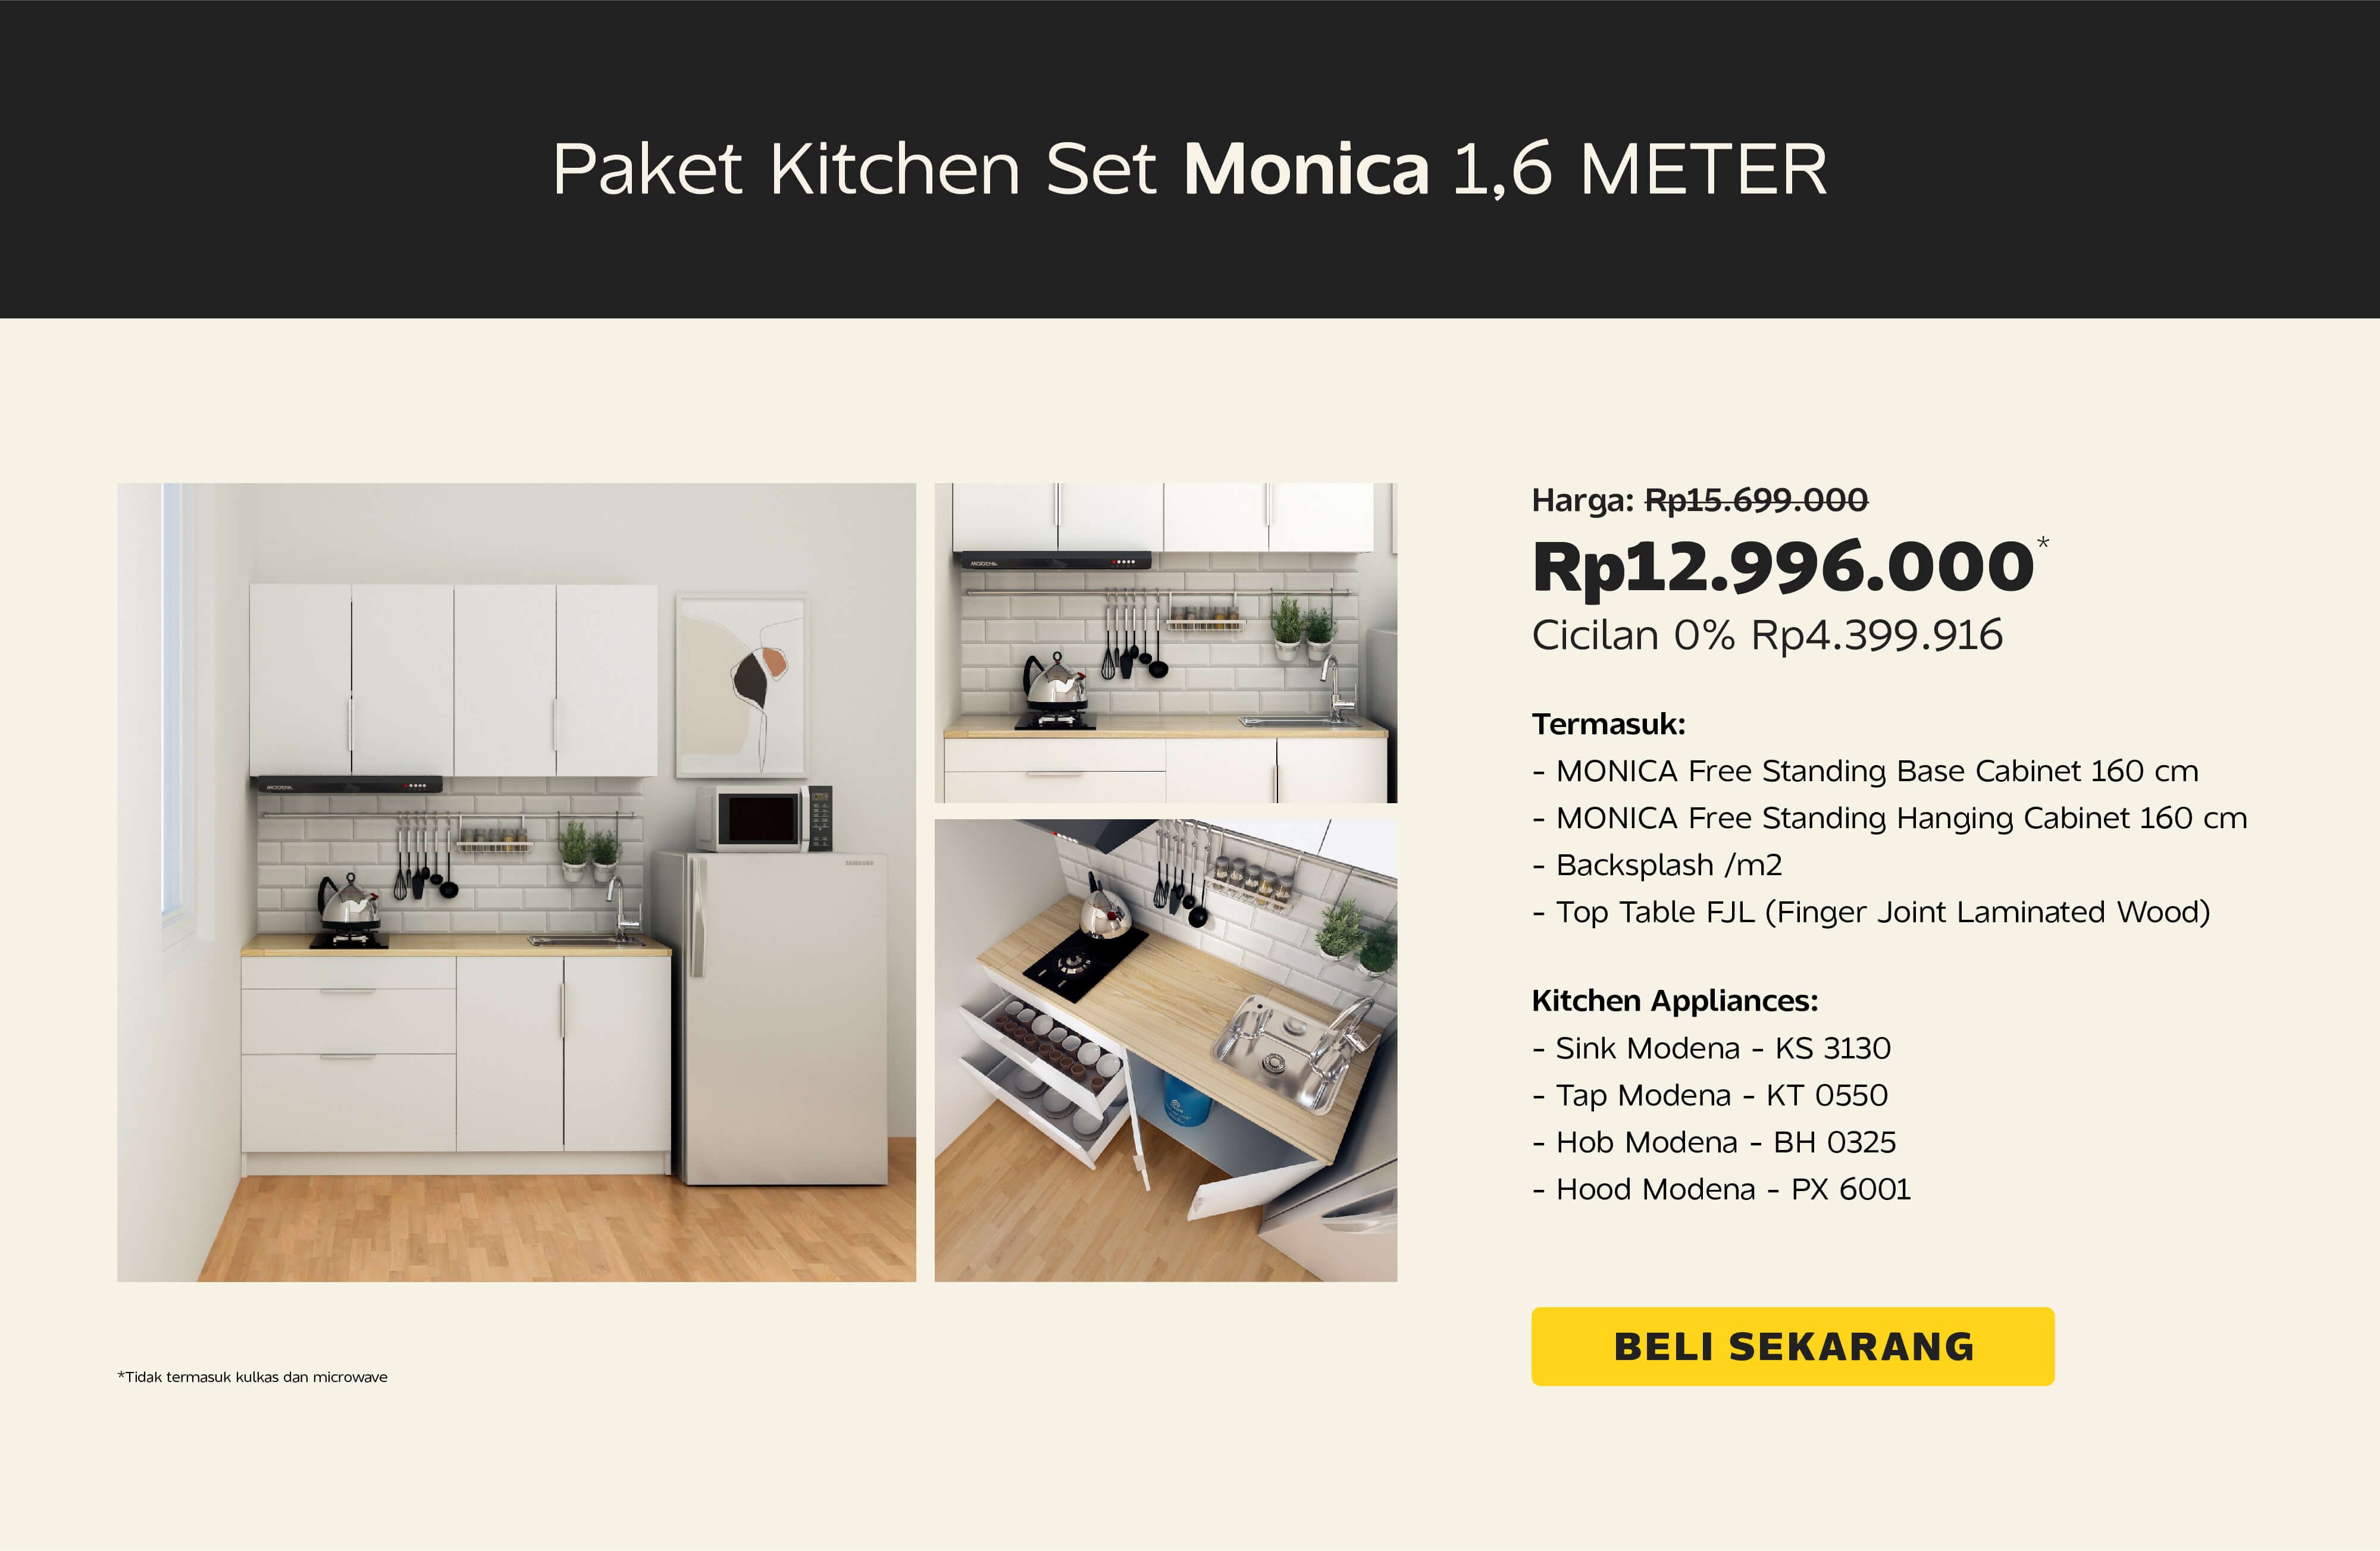 Paket Kitchen Set Monica 1,6 METER
MODENA
SAMSUNG
MODENA
Harga: Rp15.699.000
Rp12.996.000*
Cicilan 0% Rp4.399.916
Termasuk:
- MONICA Free Standing Base Cabinet 160 cm
- MONICA Free Standing Hanging Cabinet 160 cm
- Backsplash /m2
- Top Table FJL (Finger Joint Laminated Wood)
Kitchen Appliances:
- Sink Modena - KS 3130
- Tap Modena - KT 0550
- Hob Modena - BH 0325
- Hood Modena - PX 6001
BELI SEKARANG
*Tidak termasuk kulkas dan microwave